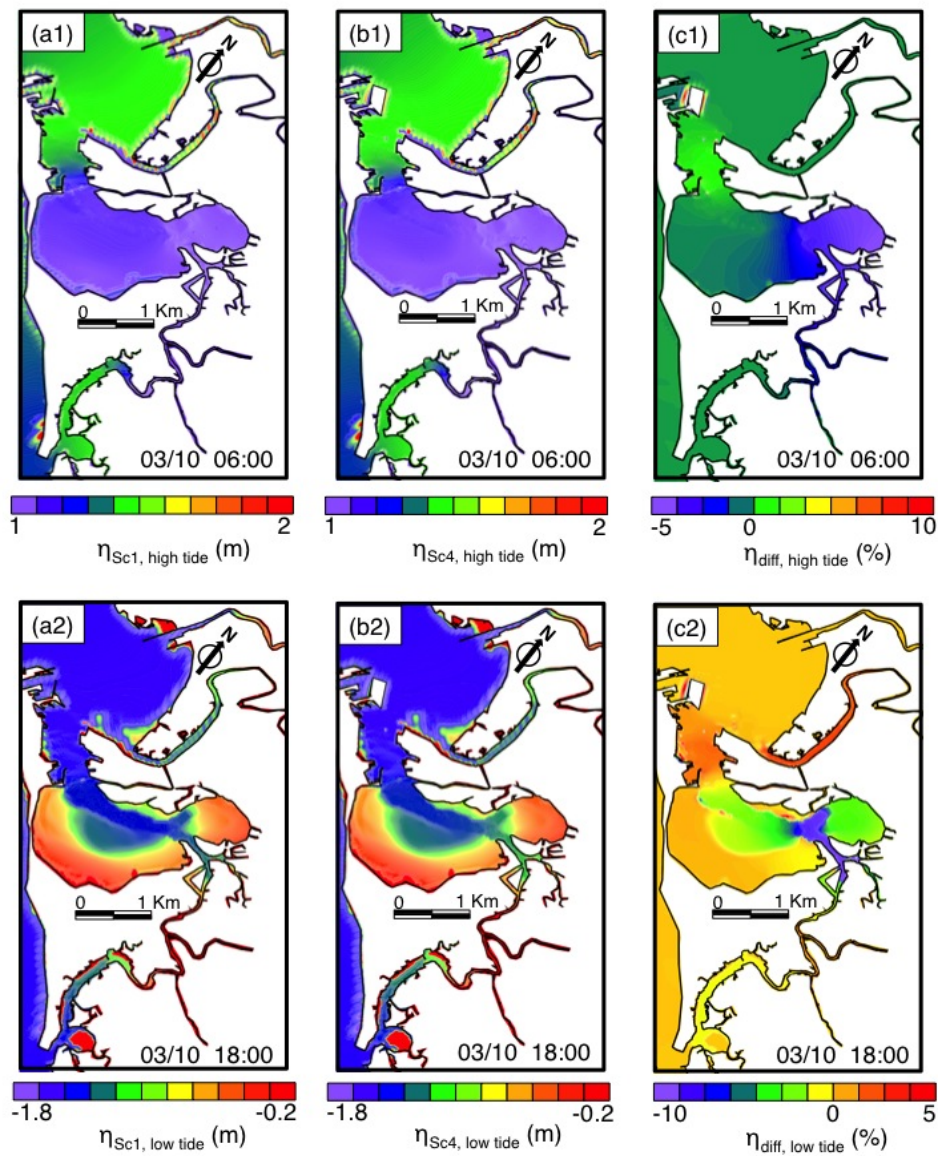 (a1) N (b1) N (c1) N
0 1 Km 0 1 Km 0 1 Km
03/10 06:00 03/10 06:00 03/10 06:00
1 2 1 2 -5 0 10
ηSc1, high tide (m) ηSc4, high tide (m) ηdiff, high tide (%)
(a2) N (b2) N (c2) N
0 1 Km 0 1 Km 0 1 Km
03/10 18:00 03/10 18:00 03/10 18:00
-1.8 -0.2 -1.8 -0.2 -10 0 5
ηSc1, low tide (m) ηSc4, low tide (m) ηdiff, low tide (%)